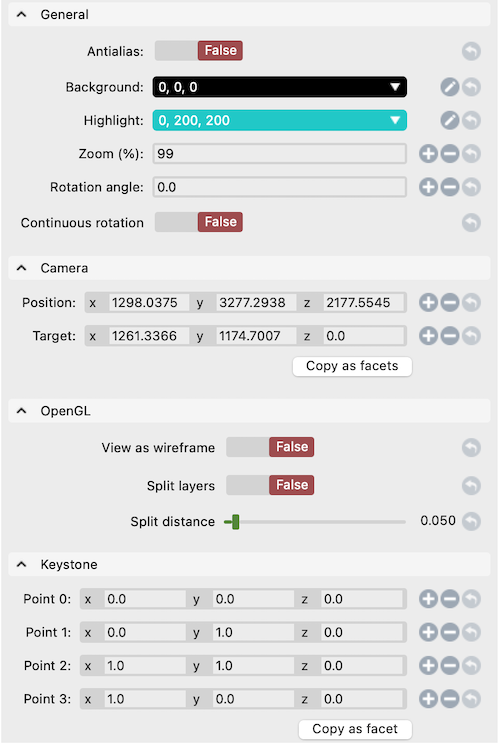 General
Antialias: False
Background: 0, 0, 0
Highlight: 0, 200, 200
Zoom (%): 99
Rotation angle: 0.0
Continuous rotation False
Camera
Position: x 1298.0375 y 3277.2938 z 2177.5545
Target: x 1261.3366 y 1174.7007 z 0.0
Copy as facets
OpenGL
View as wireframe False
Split layers False
Split distance 0.050
Keystone
Point 0: x 0.0 y 0.0 z 0.0
Point 1: x 0.0 y 1.0 z 0.0
Point 2: x 1.0 y 1.0 z 0.0
Point 3: x 1.0 y 0.0 z 0.0
Copy as facet